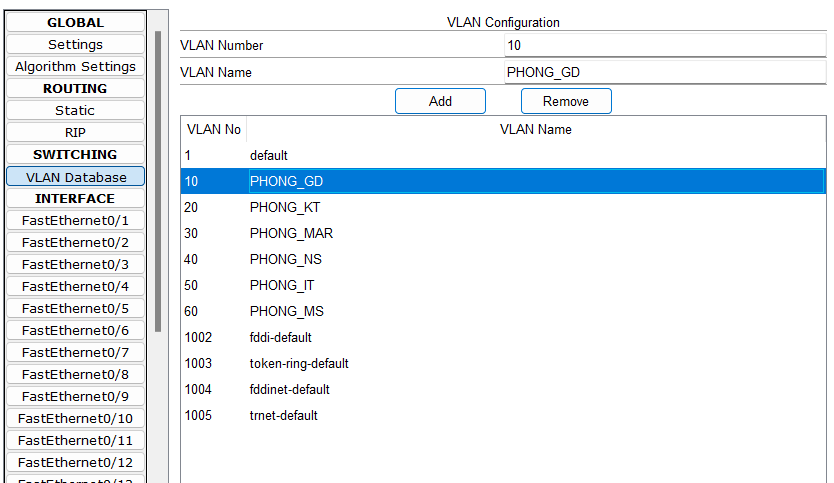 GLOBAL
Settings
Algorithm Settings
ROUTING
Static
RIP
SWITCHING
VLAN Database
INTERFACE
FastEthernet0/1
FastEthernet0/2
FastEthernet0/3
FastEthernet0/4
FastEthernet0/5
FastEthernet0/6
FastEthernet0/7
FastEthernet0/8
FastEthernet0/9
FastEthernet0/10
FastEthernet0/11
FastEthernet0/12
VLAN Configuration
VLAN Number 10
VLAN Name PHONG_GD
Add Remove
VLAN No VLAN Name
1 default
10 PHONG_GD
20 PHONG_KT
30 PHONG_MAR
40 PHONG_NS
50 PHONG_IT
60 PHONG_MS
1002 fddi-default
1003 token-ring-default
1004 fddinet-default
1005 trnet-default